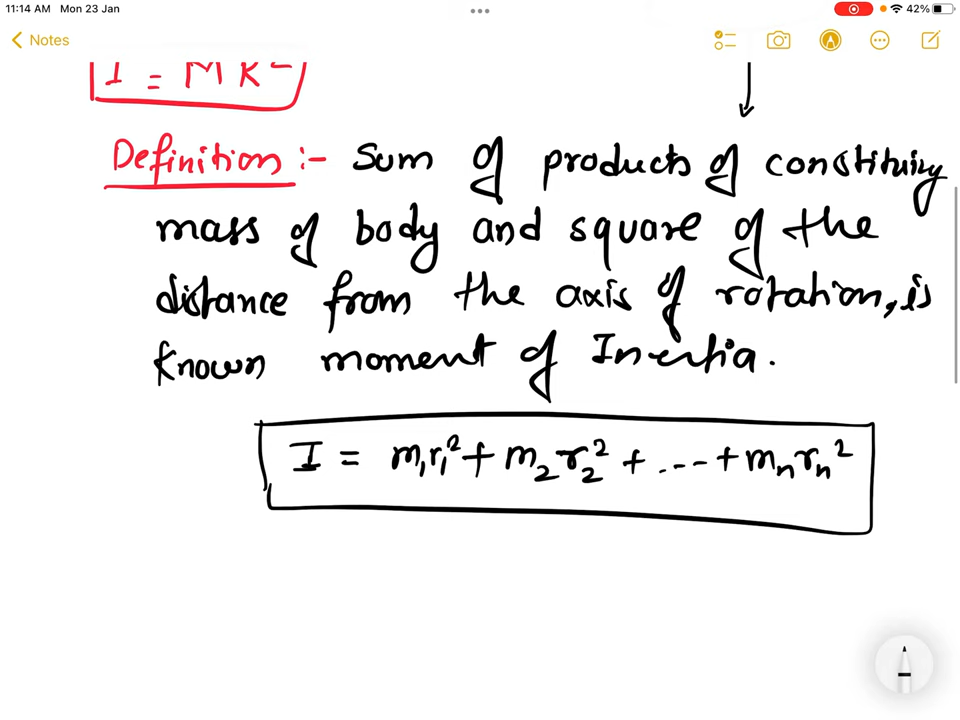 11:14 AM Mon 23 Jan
42%
Notes
I = MK²
Definition :- Sum of products of constituing
mass of body and square of the
distance from the axis of rotation, is
known moment of Inertia.
I = m₁r₁² + m₂r₂² + ... + mₙrₙ²